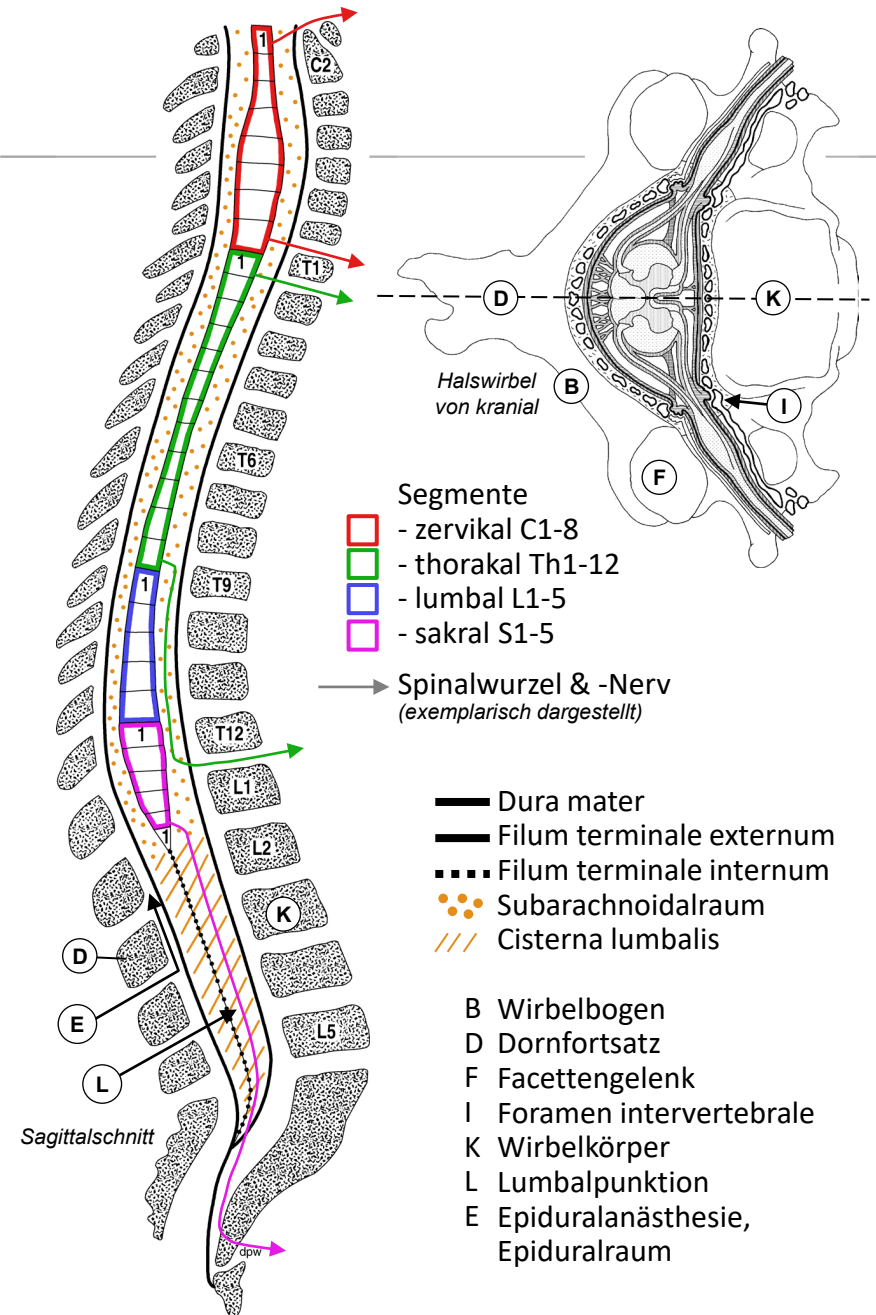 1
C2
1
T1
T6
T9
1
T12
1
L1
1
L2
K
D
E
L5
L
Sagittalschnitt
dpw
D
K
B
I
F
Halswirbel
von kranial
Segmente
- zervikal C1-8
- thorakal Th1-12
- lumbal L1-5
- sakral S1-5
Spinalwurzel & -Nerv
(exemplarisch dargestellt)
Dura mater
Filum terminale externum
Filum terminale internum
Subarachnoidalraum
Cisterna lumbalis
B Wirbelbogen
D Dornfortsatz
F Facettengelenk
I Foramen intervertebrale
K Wirbelkörper
L Lumbalpunktion
E Epiduralanästhesie,
Epiduralraum